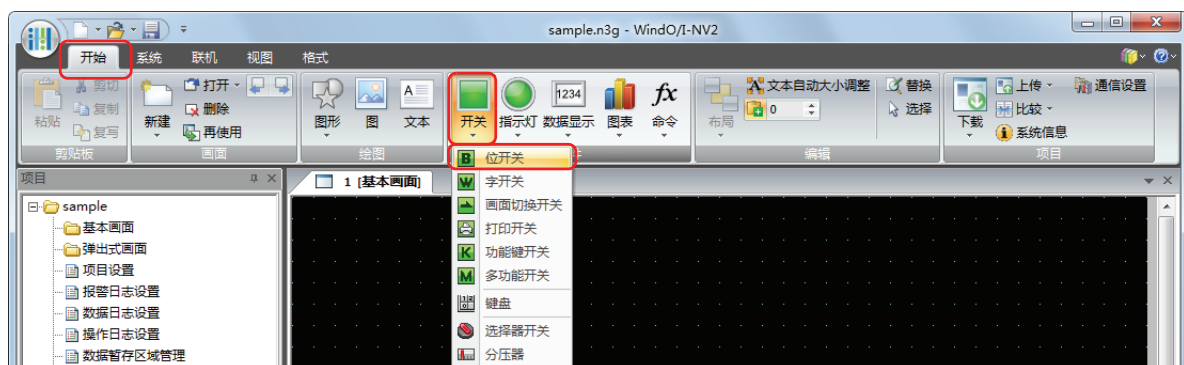 sample.n3g - WindO/I-NV2
开始 系统 联机 视图 格式
粘贴 剪切
复制
复写
剪贴板
新建 打开
删除
再使用
画面
图形 图 文本
绘图
开关 指示灯 数据显示 图表 命令
1234
fx
A
布局 文本自动大小调整 替换
0 选择
编辑
下载 上传 通信设置
比较
系统信息
项目
项目
sample
基本画面
弹出式画面
项目设置
报警日志设置
数据日志设置
操作日志设置
数据暂存区域管理
1 [基本画面]
B 位开关
W 字开关
画面切换开关
打印开关
K 功能键开关
M 多功能开关
键盘
选择器开关
分压器